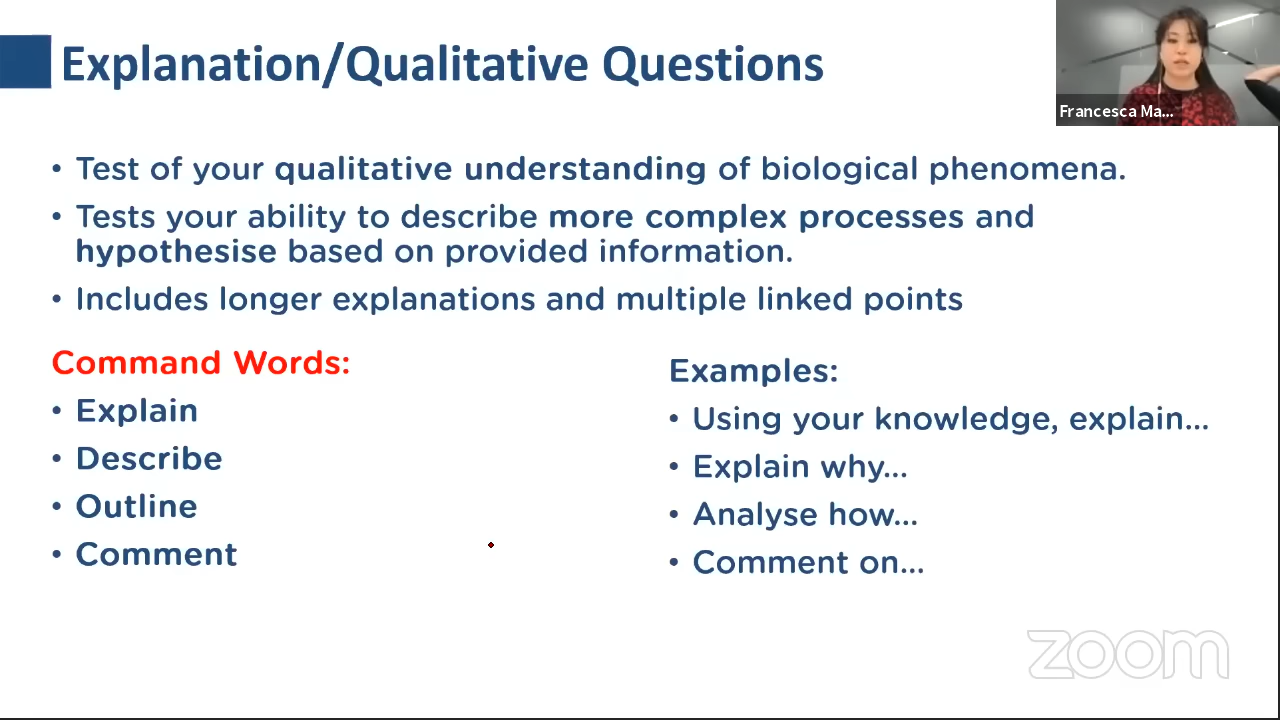 Explanation/Qualitative Questions
Francesca Ma...
• Test of your qualitative understanding of biological phenomena.
• Tests your ability to describe more complex processes and
hypothesise based on provided information.
• Includes longer explanations and multiple linked points
Command Words:
• Explain
• Describe
• Outline
• Comment
Examples:
• Using your knowledge, explain...
• Explain why...
• Analyse how...
• Comment on...
zoom